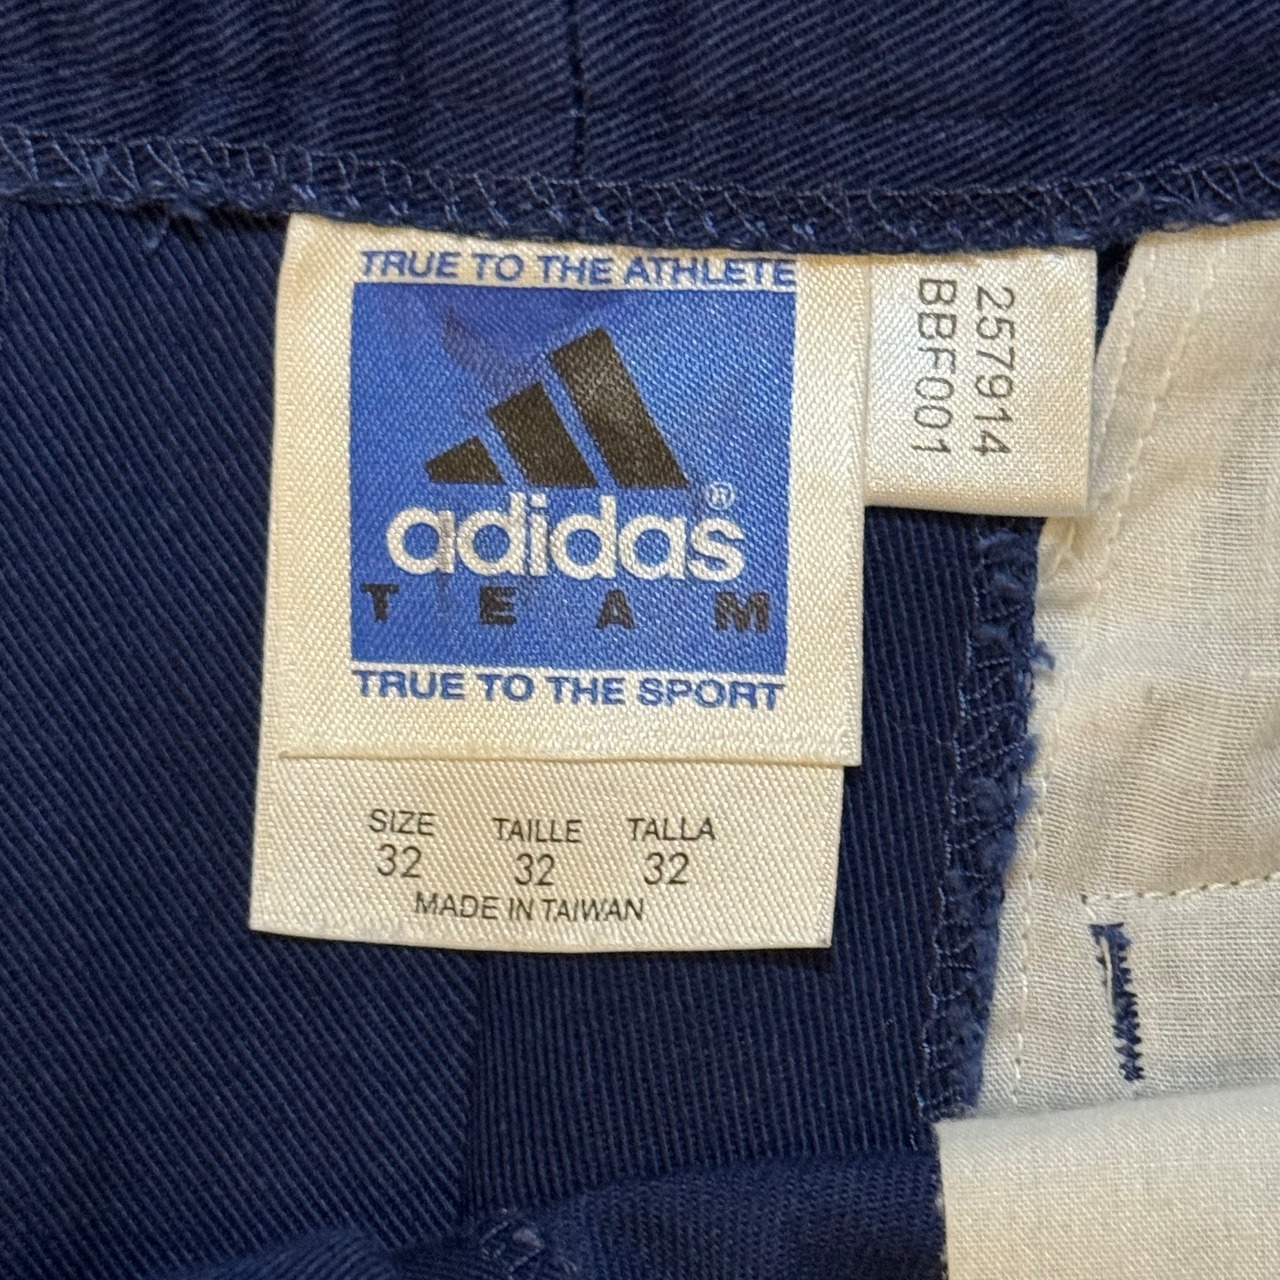 TRUE TO THE ATHLETE
adidas®
TEAM
TRUE TO THE SPORT
SIZE TAILLE TALLA
32 32 32
MADE IN TAIWAN
257914
BBF001